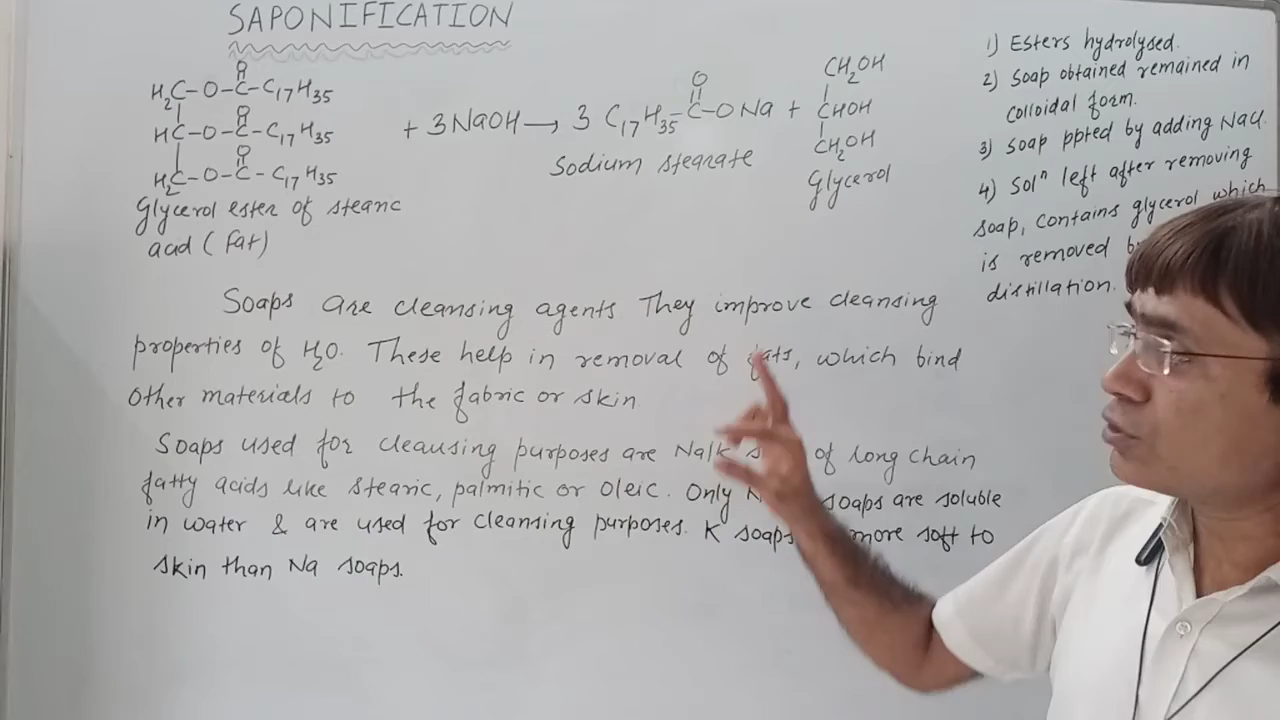 SAPONIFICATION
H2C-O-C-C17H35
O
HC-O-C-C17H35
O
H2C-O-C-C17H35
O
+ 3NaOH → 3 C17H35-C-O Na +
O
CH2OH
CHOH
CH2OH
Sodium stearate
Glycerol
Glycerol ester of stearic
acid (Fat)
1) Esters hydrolysed.
2) Soap obtained remained in
colloidal form.
3) Soap ppted by adding NaCl.
4) Solⁿ left after removing
soap, contains glycerol which
is removed
distillation.
Soaps are cleansing agents They improve cleansing
properties of H2O. These help in removal of fats, which bind
other materials to the fabric or skin.
Soaps used for cleansing purposes are Na/K of long chain
fatty acids like stearic, palmitic or oleic. Only soaps are soluble
in water & are used for cleansing purposes. K soaps more soft to
skin than Na soaps.